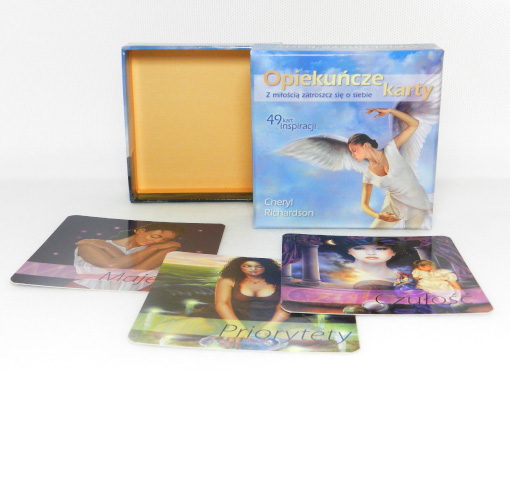 Opiekuńcze
karty
Z miłością zatroszcz się o siebie
49 kart
inspiracji
Cheryl
Richardson
Czułość
Priorytety